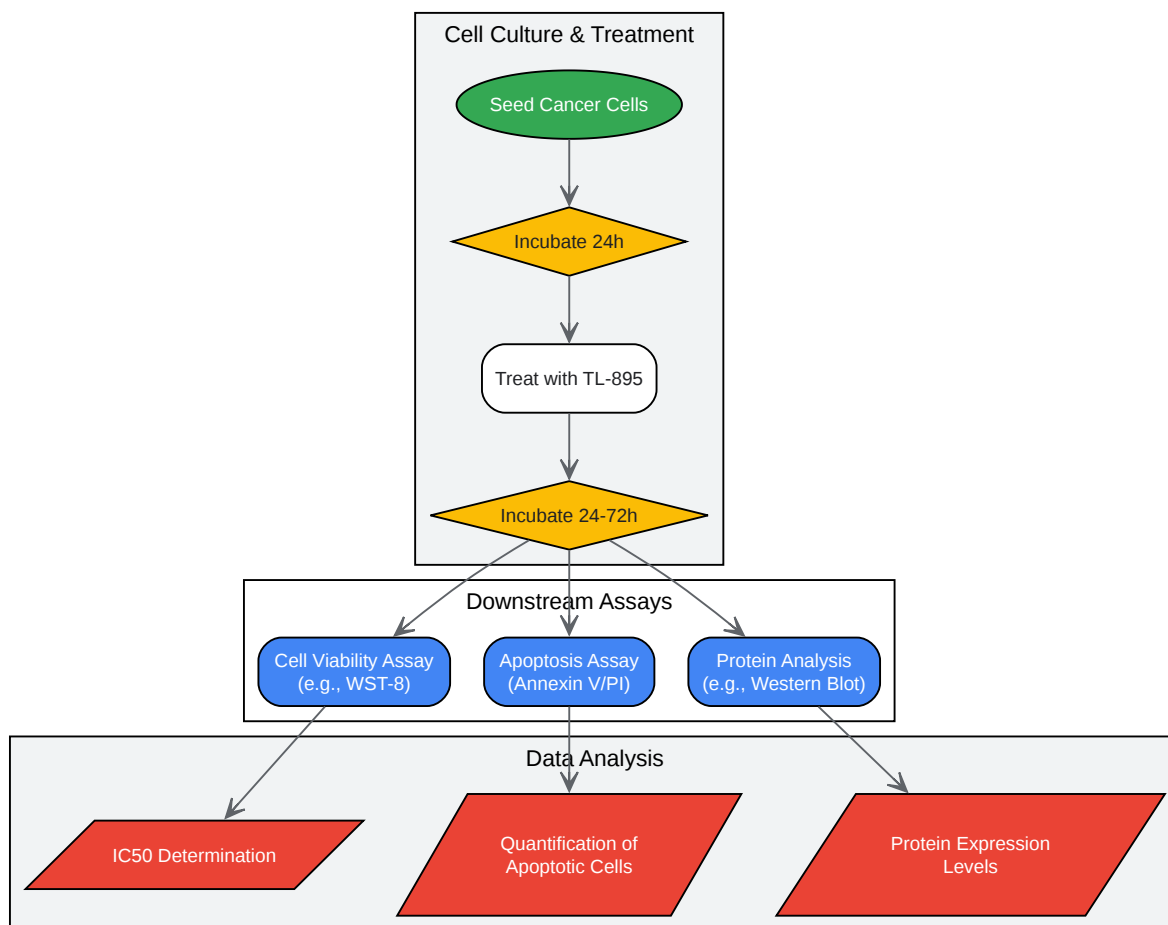 Cell Culture & Treatment
Seed Cancer Cells
Incubate 24h
Treat with TL-895
Incubate 24-72h
Downstream Assays
Cell Viability Assay
(e.g., WST-8)
Apoptosis Assay
(Annexin V/PI)
Protein Analysis
(e.g., Western Blot)
Data Analysis
IC50 Determination
Quantification of
Apoptotic Cells
Protein Expression
Levels